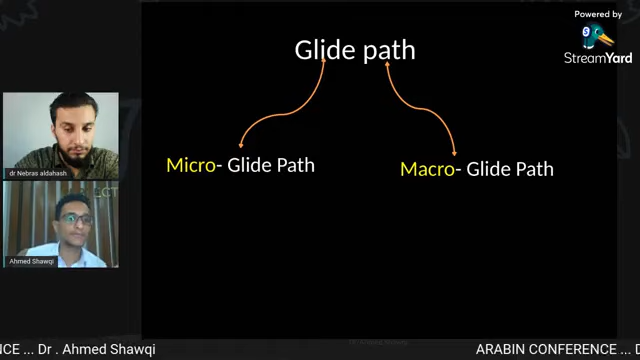 Powered by
StreamYard
Glide path
Micro- Glide Path
Macro- Glide Path
dr Nebras aldahash
Ahmed Shawqi
NCE ... Dr . Ahmed Shawqi
ARABIN CONFERENCE ... D